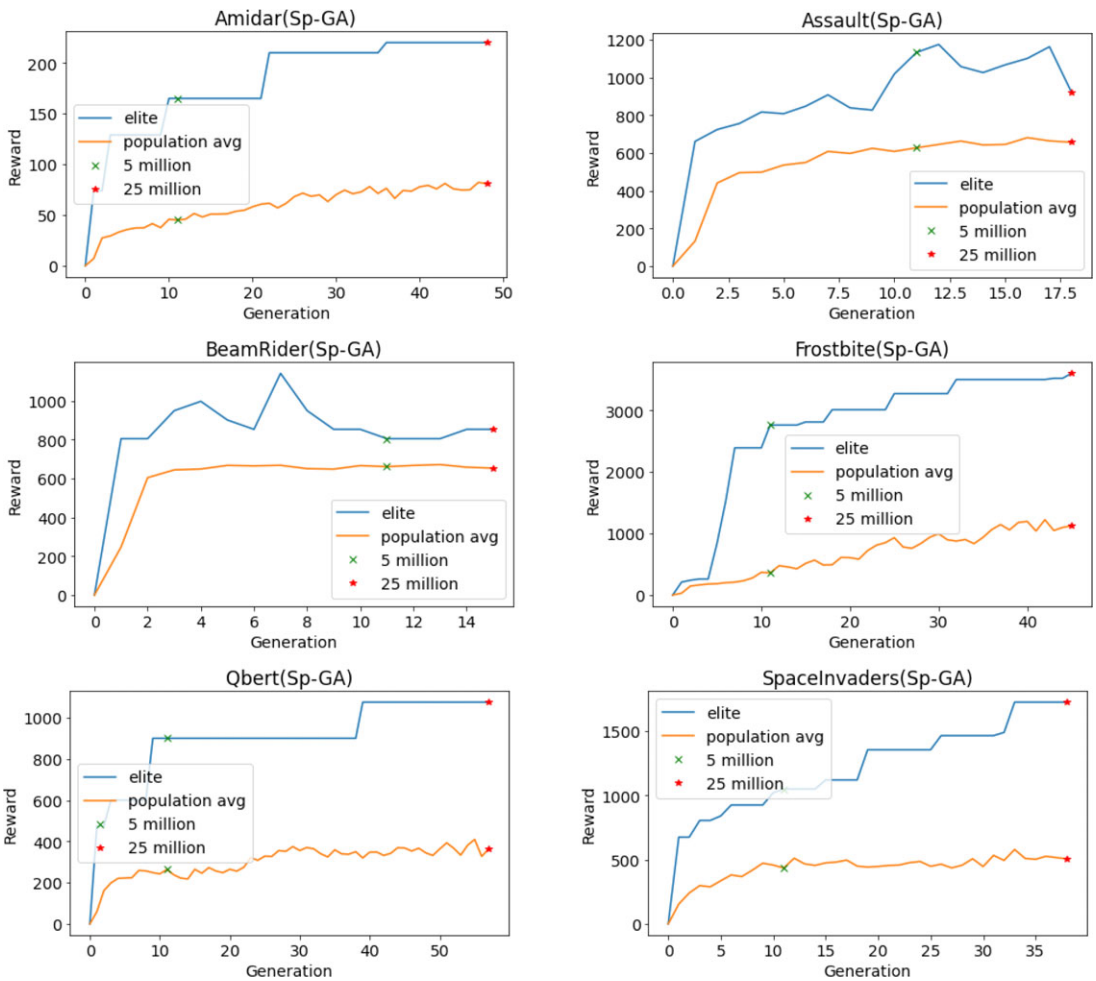 Amidar(Sp-GA)
200
150
100
50
0
Reward
elite
population avg
5 million
25 million
0 10 20 30 40 50
Generation
Assault(Sp-GA)
1200
1000
800
600
400
200
0
Reward
elite
population avg
5 million
25 million
0.0 2.5 5.0 7.5 10.0 12.5 15.0 17.5
Generation
BeamRider(Sp-GA)
1000
800
600
400
200
0
Reward
elite
population avg
5 million
25 million
0 2 4 6 8 10 12 14
Generation
Frostbite(Sp-GA)
3000
2000
1000
0
Reward
elite
population avg
5 million
25 million
0 10 20 30 40
Generation
Qbert(Sp-GA)
1000
800
600
400
200
0
Reward
elite
population avg
5 million
25 million
0 10 20 30 40 50
Generation
SpaceInvaders(Sp-GA)
1500
1000
500
0
Reward
elite
population avg
5 million
25 million
0 5 10 15 20 25 30 35
Generation